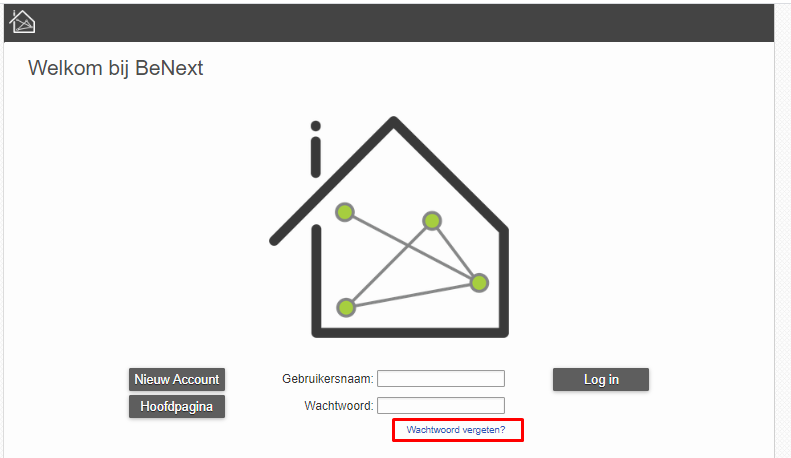 Welkom bij BeNext
Nieuw Account
Gebruikersnaam:
Log in
Hoofdpagina
Wachtwoord:
Wachtwoord vergeten?